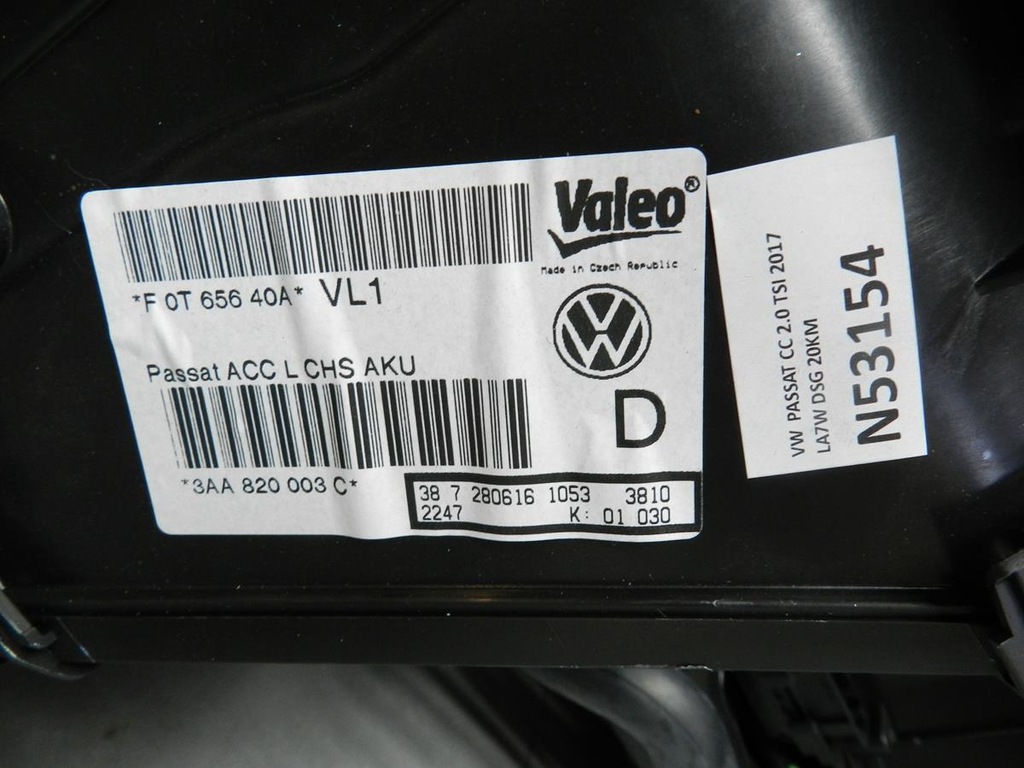 Valeo®
Made in Czech Republic
*F 0T 656 40A* VL1
Passat ACC L CHS AKU
D
*3AA 820 003 C*
38 7 280616 1053 3810
2247 K: 01 030
VW PASSAT CC 2.0 TSI 2017
LA7W DSG 20KM
N53154